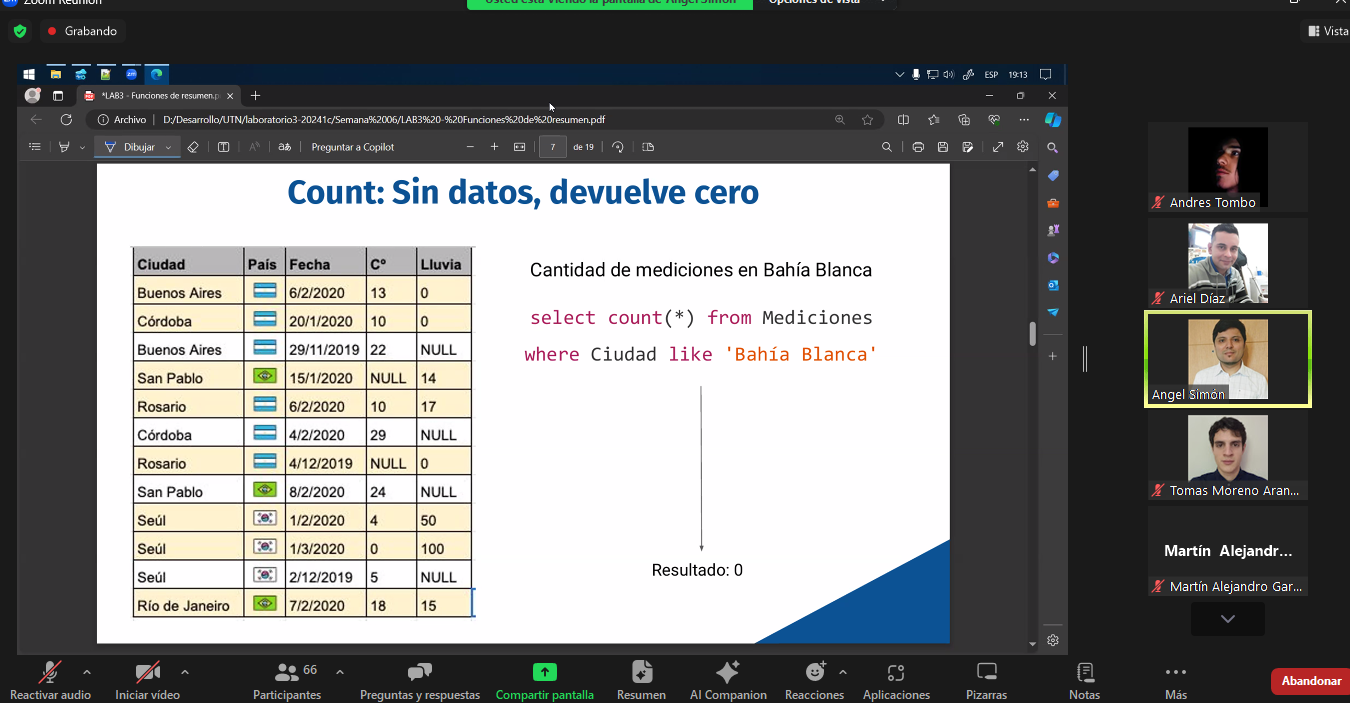 Zoom Reunión
Usted está viendo la pantalla de Angel Simón
Opciones de vista
Grabando
Vista
ESP 19:13
*LAB3 - Funciones de resumen.p
Archivo D:/Desarrollo/UTN/laboratorio3-20241c/Semana%2006/LAB3%20-%20Funciones%20de%20resumen.pdf
Dibujar
Preguntar a Copilot
7 de 19
Count: Sin datos, devuelve cero
Ciudad País Fecha Cº Lluvia
Buenos Aires 6/2/2020 13 0
Córdoba 20/1/2020 10 0
Buenos Aires 29/11/2019 22 NULL
San Pablo 15/1/2020 NULL 14
Rosario 6/2/2020 10 17
Córdoba 4/2/2020 29 NULL
Rosario 4/12/2019 NULL 0
San Pablo 8/2/2020 24 NULL
Seúl 1/2/2020 4 50
Seúl 1/3/2020 0 100
Seúl 2/12/2019 5 NULL
Río de Janeiro 7/2/2020 18 15
Cantidad de mediciones en Bahía Blanca
select count(*) from Mediciones
where Ciudad like 'Bahía Blanca'
Resultado: 0
Andres Tombo
Ariel Díaz
Angel Simón
Tomas Moreno Aran...
Martín Alejandr...
Martín Alejandro Gar...
Reactivar audio
Iniciar vídeo
66
Participantes
Preguntas y respuestas
Compartir pantalla
Resumen
AI Companion
Reacciones
Aplicaciones
Pizarras
Notas
Más
Abandonar